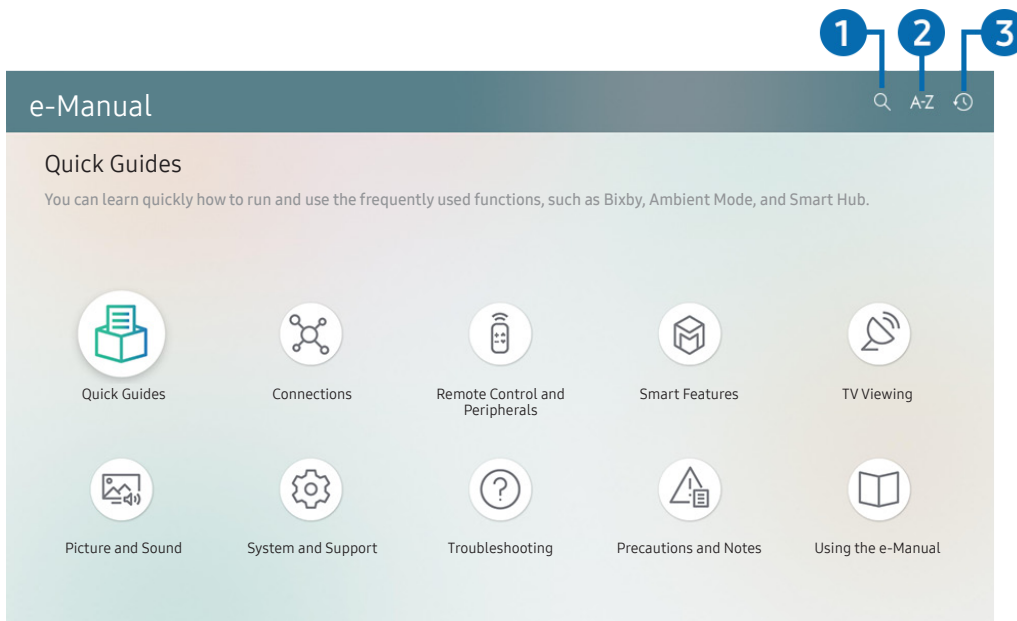 1 2 3
e-Manual A-Z
Quick Guides
You can learn quickly how to run and use the frequently used functions, such as Bixby, Ambient Mode, and Smart Hub.
Quick Guides
Connections
Remote Control and
Peripherals
Smart Features
TV Viewing
Picture and Sound
System and Support
Troubleshooting
Precautions and Notes
Using the e-Manual